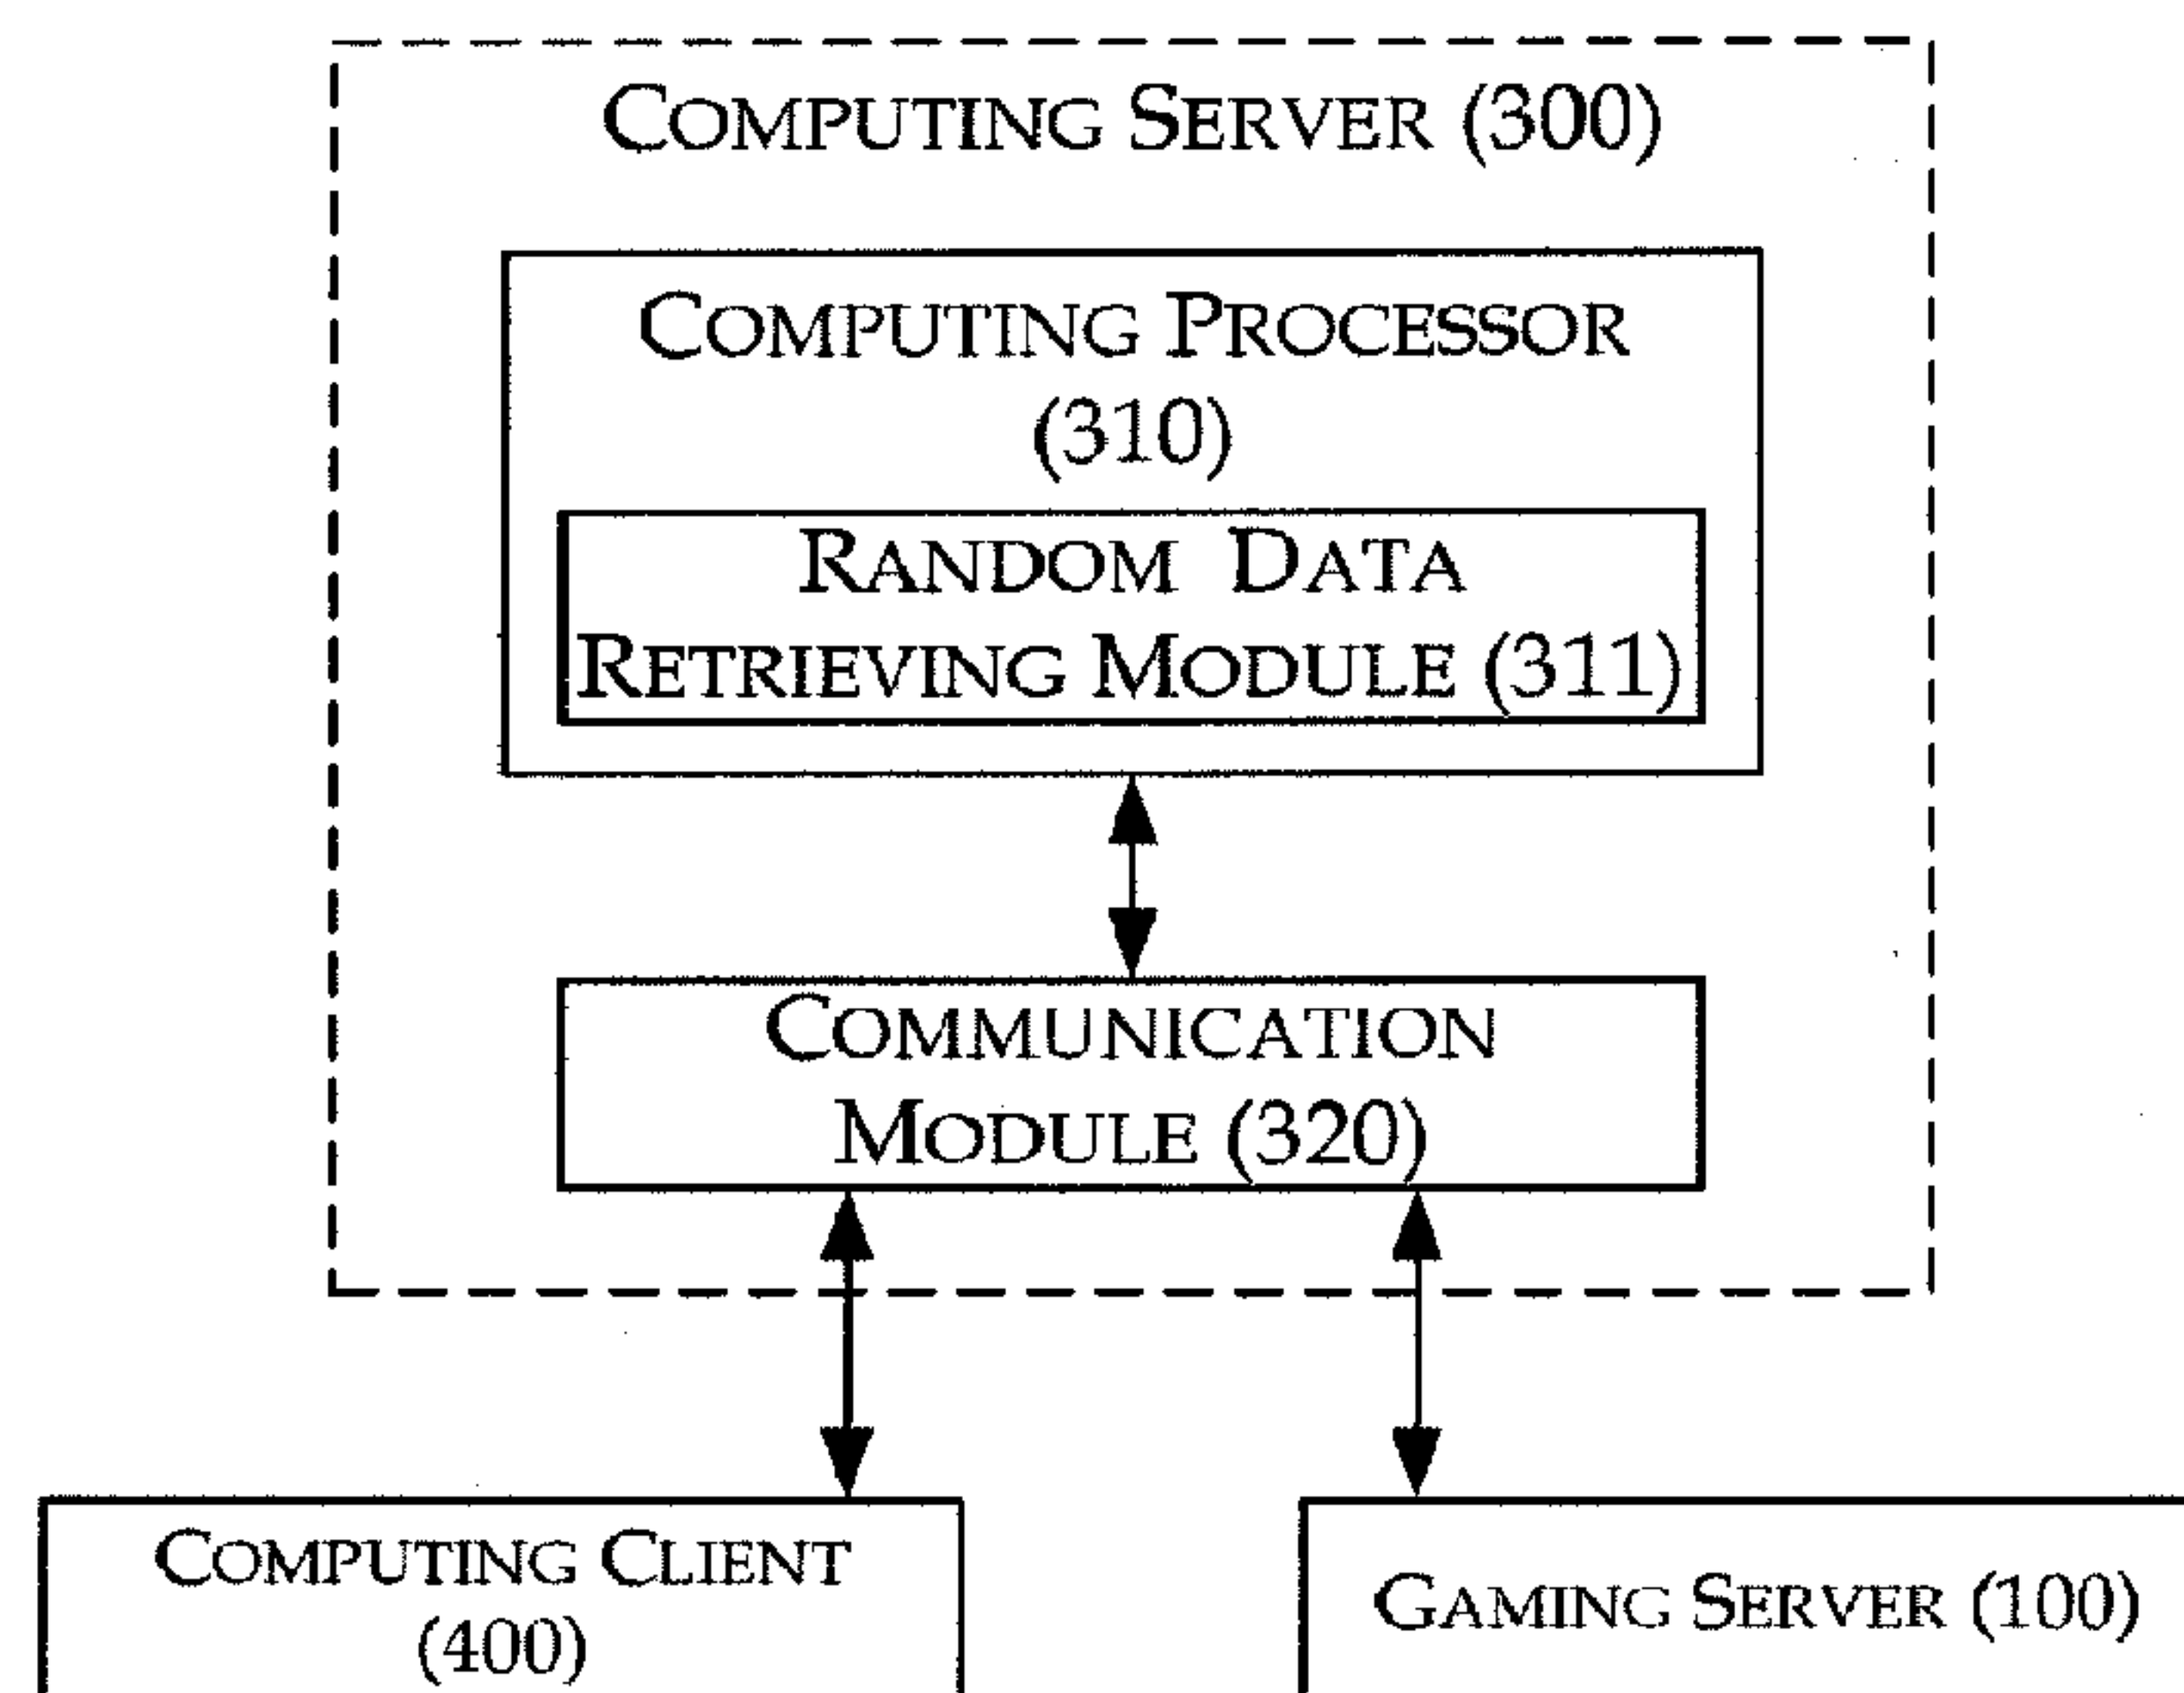 COMPUTING SERVER (300)
COMPUTING PROCESSOR
(310)
RANDOM DATA
RETRIEVING MODULE (311)
COMMUNICATION
MODULE (320)
COMPUTING CLIENT
(400)
GAMING SERVER (100)